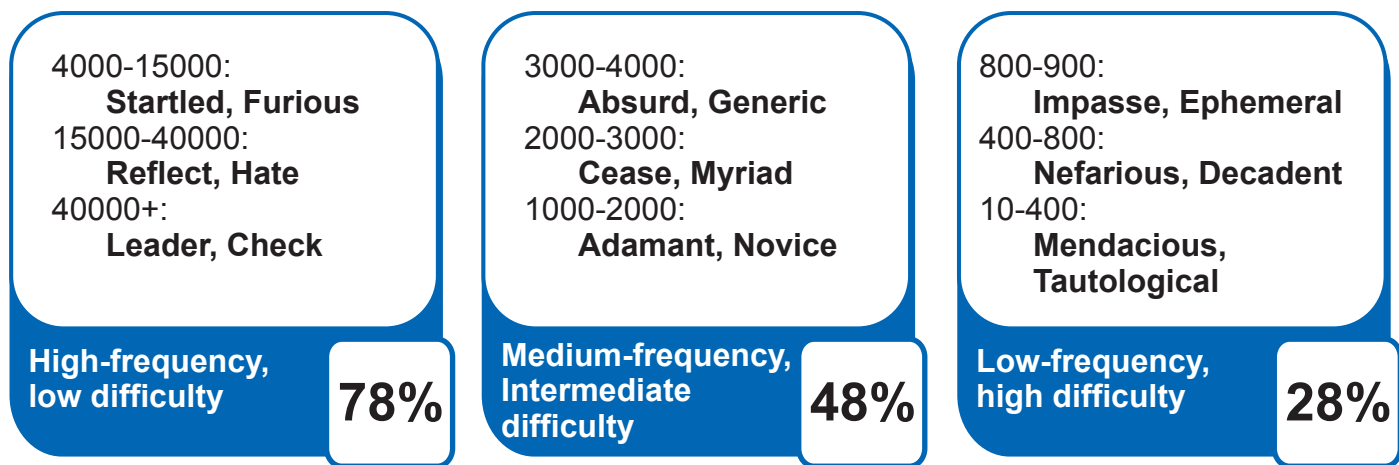 4000-15000:
Startled, Furious
15000-40000:
Reflect, Hate
40000+:
Leader, Check
High-frequency,
low difficulty
78%
3000-4000:
Absurd, Generic
2000-3000:
Cease, Myriad
1000-2000:
Adamant, Novice
Medium-frequency,
Intermediate
difficulty
48%
800-900:
Impasse, Ephemeral
400-800:
Nefarious, Decadent
10-400:
Mendacious,
Tautological
Low-frequency,
high difficulty
28%